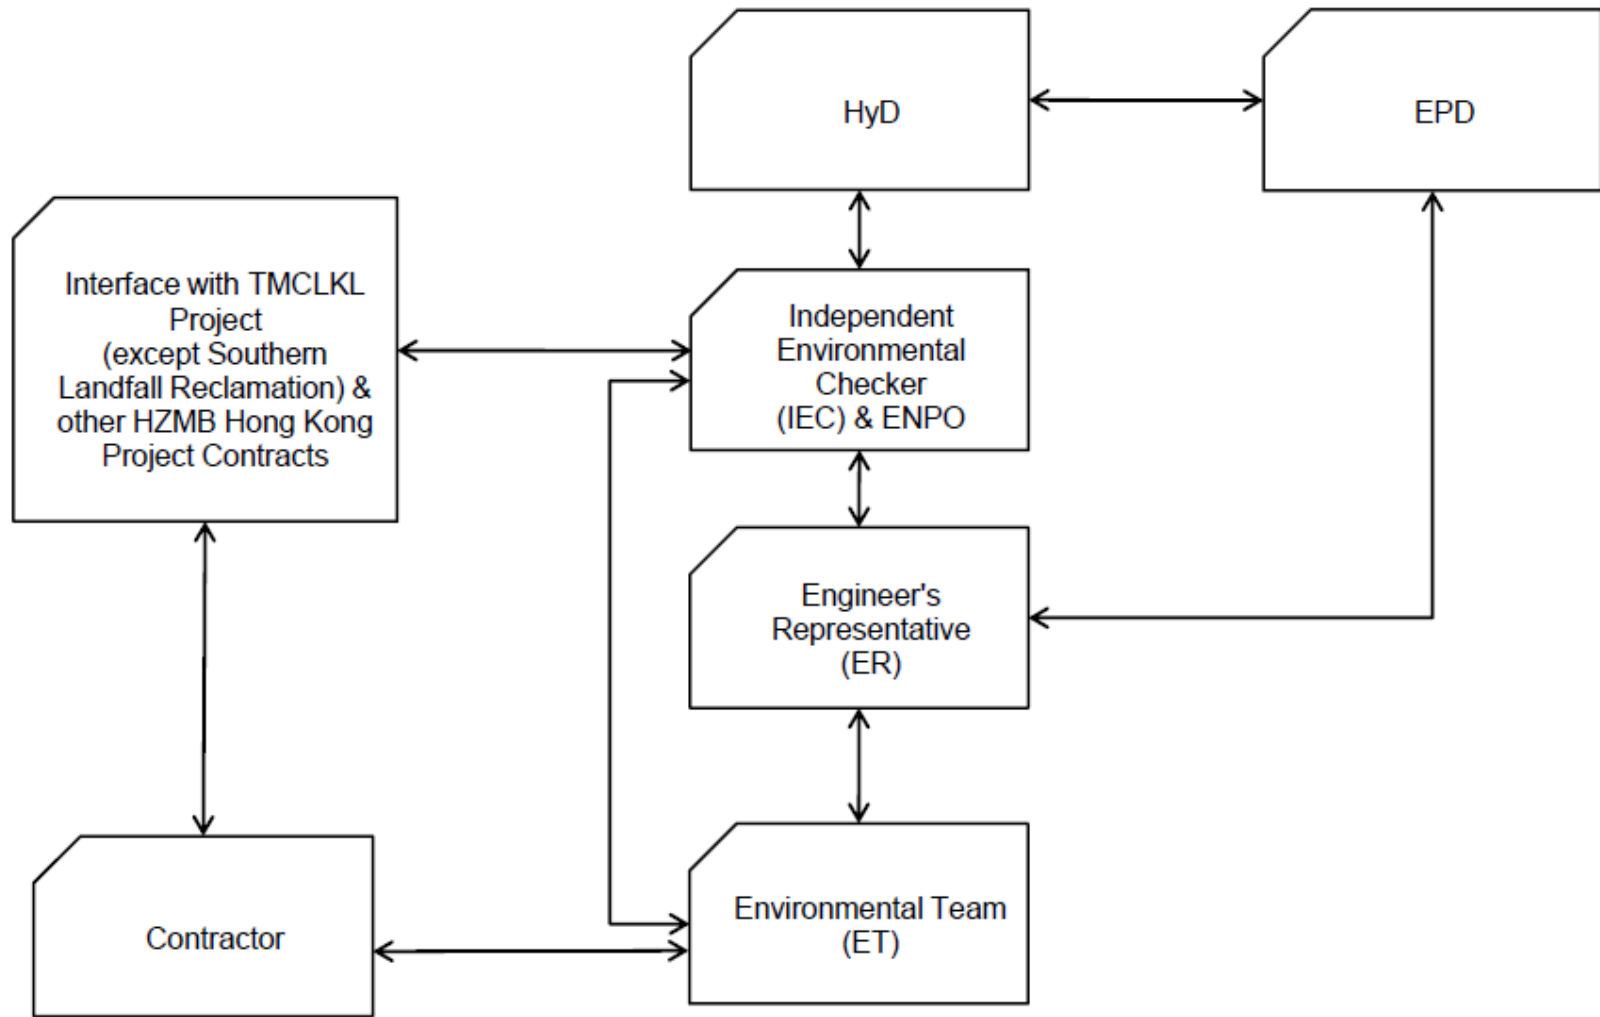 HyD
EPD
Interface with TMCLKL
Project
(except Southern
Landfall Reclamation) &
other HZMB Hong Kong
Project Contracts
Independent
Environmental
Checker
(IEC) & ENPO
Engineer's
Representative
(ER)
Contractor
Environmental Team
(ET)